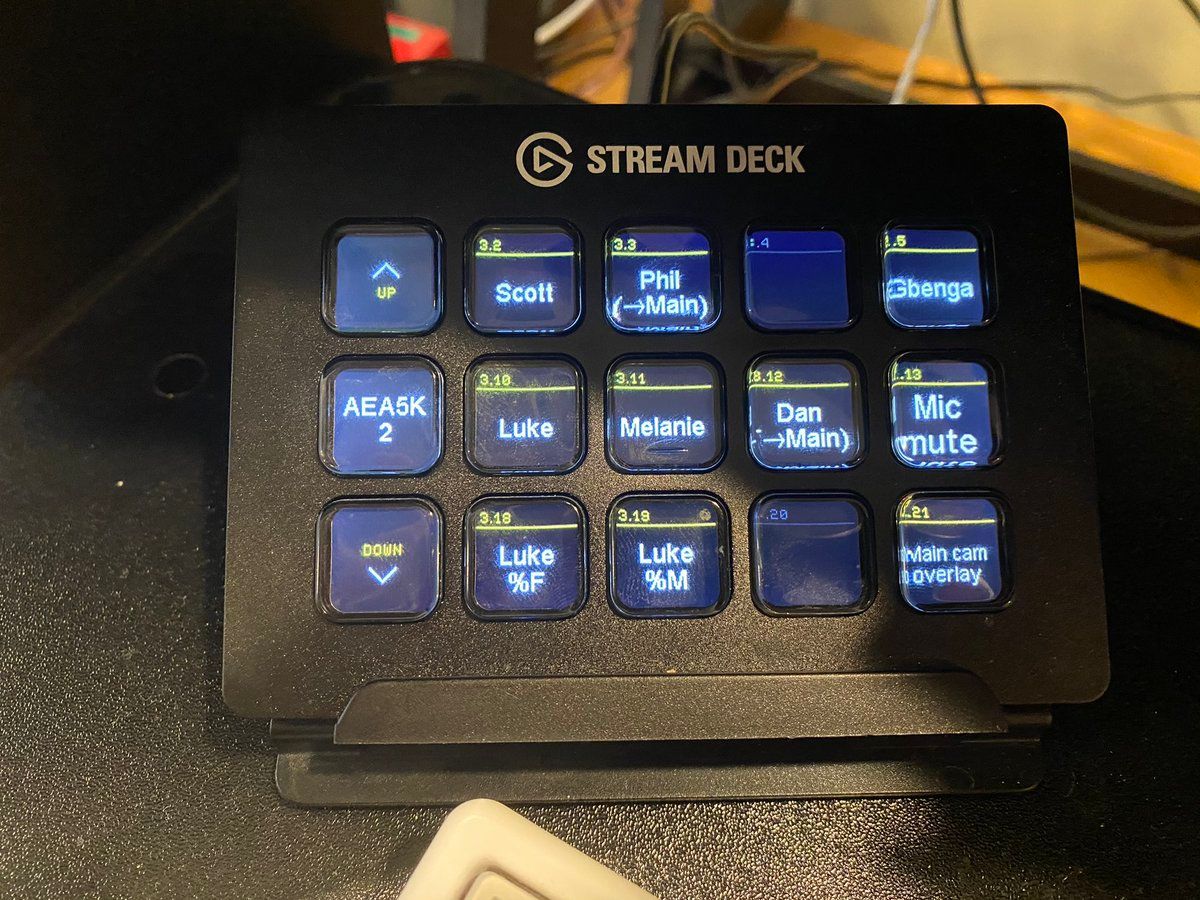 STREAM DECK
UP
3.2
Scott
3.3
Phil
(→Main)
.4
.5
Gbenga
AEA5K
2
3.10
Luke
3.11
Melanie
8.12
Dan
→Main)
.13
Mic
mute
DOWN
3.18
Luke
%F
3.19
Luke
%M
.20
.21
Main cam
overlay